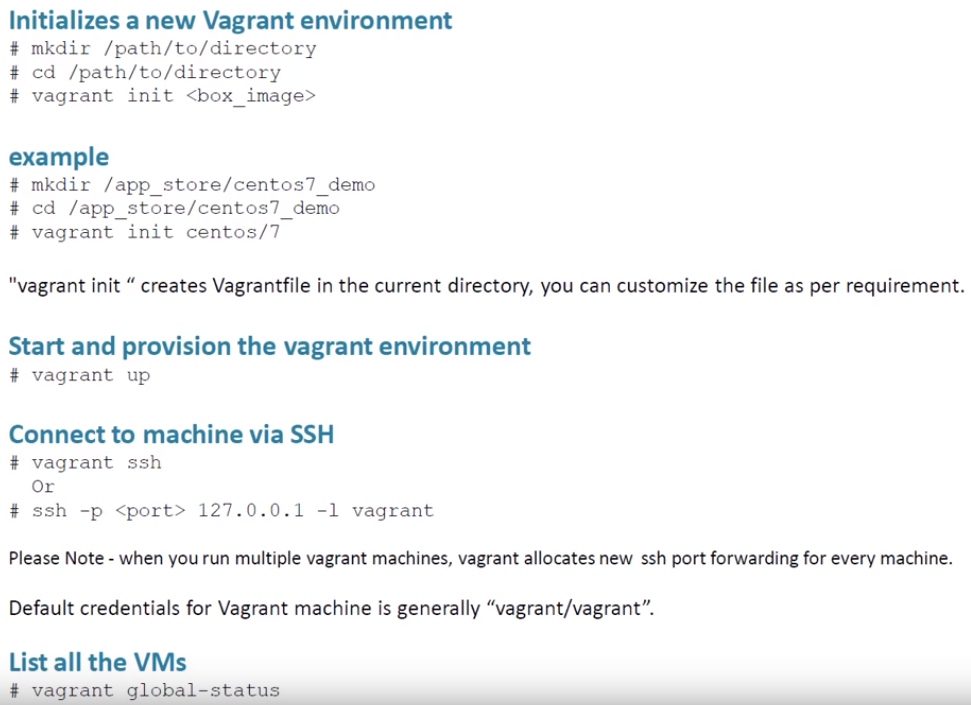 Initializes a new Vagrant environment
# mkdir /path/to/directory
# cd /path/to/directory
# vagrant init <box_image>
example
# mkdir /app_store/centos7_demo
# cd /app_store/centos7_demo
# vagrant init centos/7
"vagrant init “ creates Vagrantfile in the current directory, you can customize the file as per requirement.
Start and provision the vagrant environment
# vagrant up
Connect to machine via SSH
# vagrant ssh
Or
# ssh -p <port> 127.0.0.1 -l vagrant
Please Note - when you run multiple vagrant machines, vagrant allocates new ssh port forwarding for every machine.
Default credentials for Vagrant machine is generally “vagrant/vagrant”.
List all the VMs
# vagrant global-status